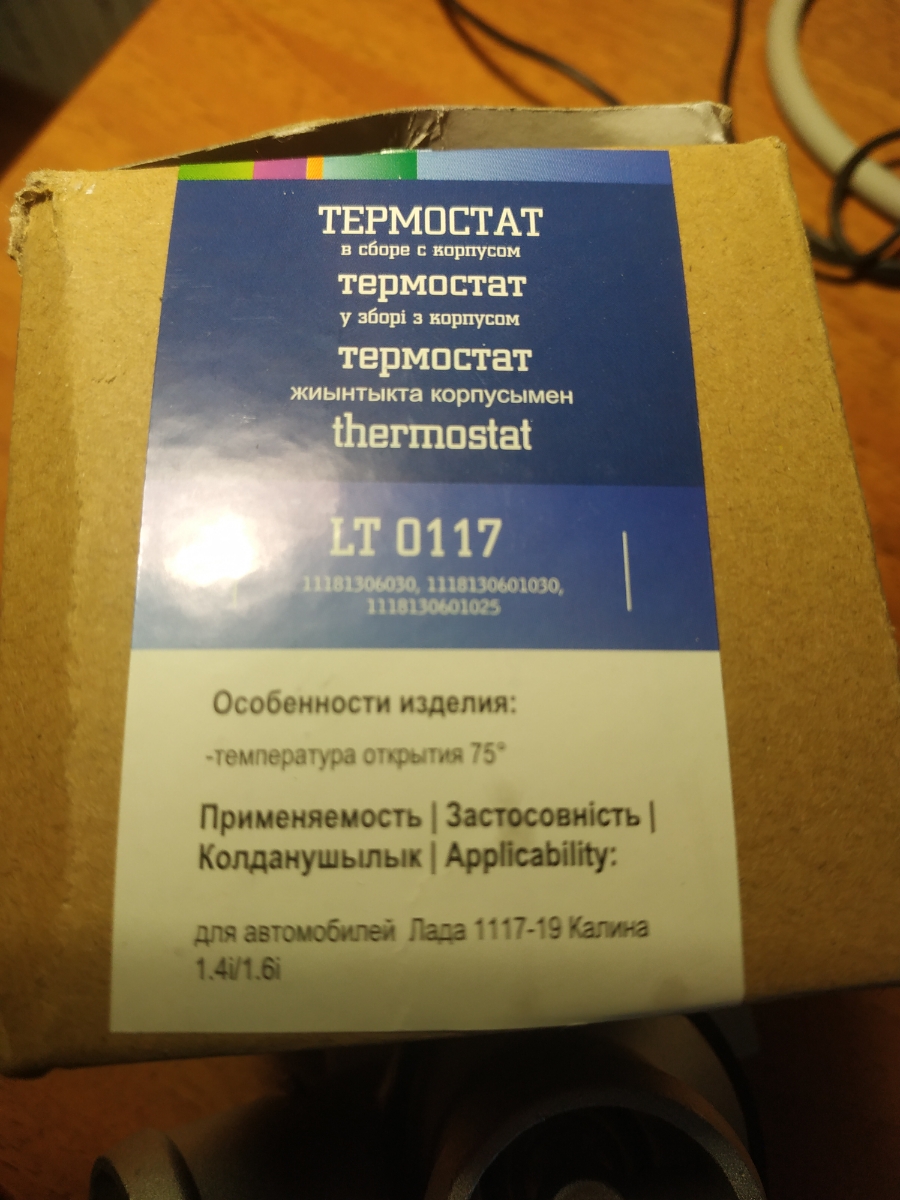 ТЕРМОСТАТ
в сборе с корпусом
термостат
у зборі з корпусом
термостат
жиынтыкта корпусымен
thermostat
LT 0117
11181306030, 1118130601030,
1118130601025
Особенности изделия:
-температура открытия 75°
Применяемость | Застосовність |
Колданушылык | Applicability:
для автомобилей Лада 1117-19 Калина
1.4i/1.6i